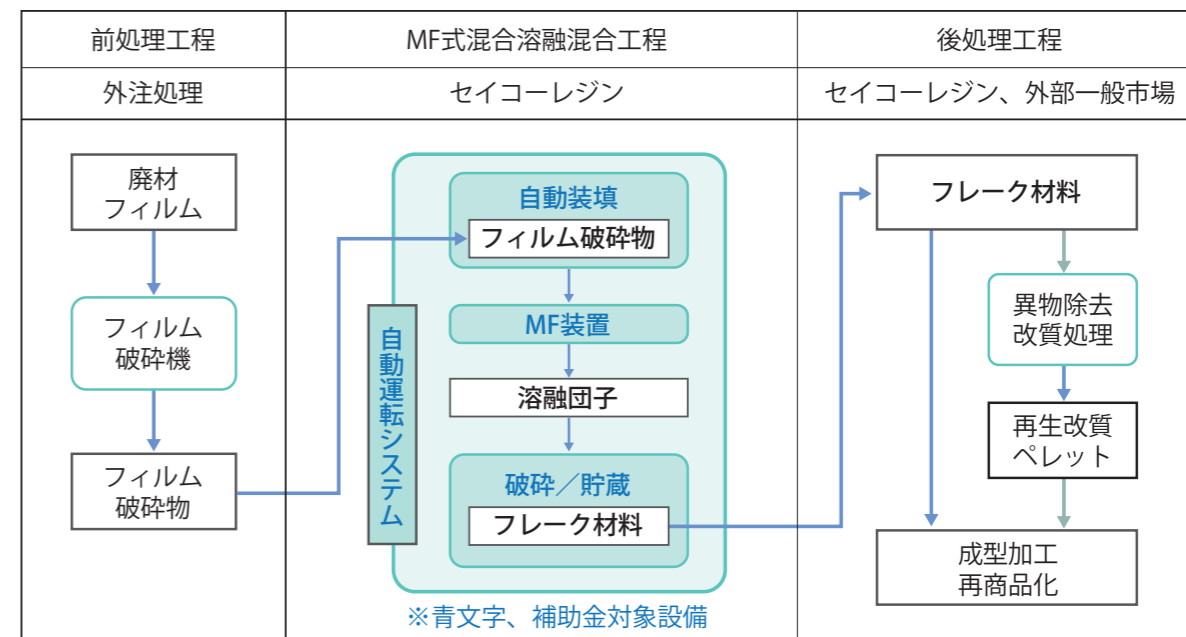 前処理工程
MF式混合溶融混合工程
後処理工程
外注処理
セイコーレジン
セイコーレジン、外部一般市場
廃材
フィルム
フィルム
破砕機
フィルム
破砕物
自動装填
フィルム破砕物
MF装置
溶融団子
破砕／貯蔵
フレーク材料
自動運転システム
※青文字、補助金対象設備
フレーク材料
異物除去
改質処理
再生改質
ペレット
成型加工
再商品化